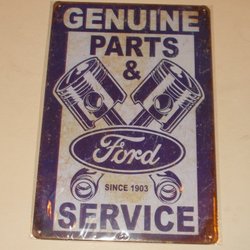 GENUINE
PARTS
&
Ford
SINCE 1903
SERVICE